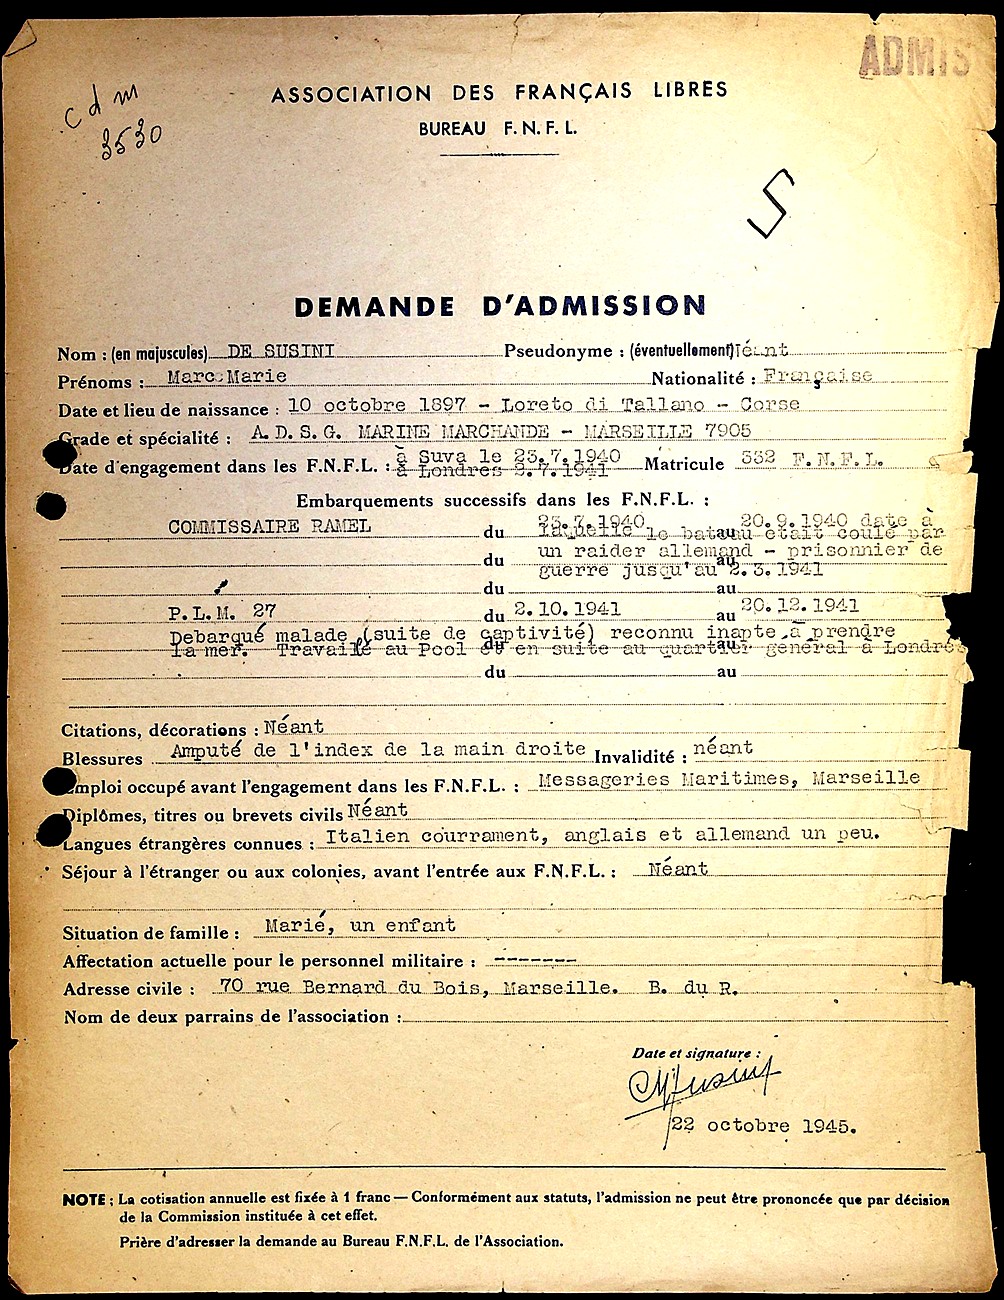 ADMIS
cdm
3530
ASSOCIATION DES FRANÇAIS LIBRES
BUREAU F.N.F.L.
S
DEMANDE D'ADMISSION
Nom : (en majuscules) DE SUSINI Pseudonyme : (éventuellement) Néant
Prénoms : Marc Marie Nationalité : Française
Date et lieu de naissance : 10 octobre 1897 - Loreto di Tallano - Corse
Grade et spécialité : A.D.S.G. MARINE MARCHANDE - MARSEILLE 7905
à Suva le 23.7.1940
Date d'engagement dans les F.N.F.L. : à Londres 2.7.1941 Matricule 332 F.N.F.L.
Embarquements successifs dans les F.N.F.L. :
COMMISSAIRE RAMEL du 23.7.1940 au 20.9.1940 date à
laquelle le bateau était coulé par
du un raider allemand - prisonnier de
guerre jusqu'au 2.3.1941 au
du au
P.L.M. 27 du 2.10.1941 au 20.12.1941
Debarqué malade (suite de captivité) reconnu inapte à prendre
la mer. Travaillé au Pool et en suite au quartier général à Londres
du au
Citations, décorations : Néant
Blessures Amputé de l'index de la main droite Invalidité : néant
Emploi occupé avant l'engagement dans les F.N.F.L. : Messageries Maritimes, Marseille
Diplômes, titres ou brevets civils Néant
Langues étrangères connues : Italien courrament, anglais et allemand un peu.
Séjour à l'étranger ou aux colonies, avant l'entrée aux F.N.F.L. : Néant
Situation de famille : Marié, un enfant
Affectation actuelle pour le personnel militaire : -------
Adresse civile : 70 rue Bernard du Bois, Marseille. B. du R.
Nom de deux parrains de l'association :
Date et signature :
22 octobre 1945.
NOTE : La cotisation annuelle est fixée à 1 franc — Conformément aux statuts, l'admission ne peut être prononcée que par décision
de la Commission instituée à cet effet.
Prière d'adresser la demande au Bureau F.N.F.L. de l'Association.